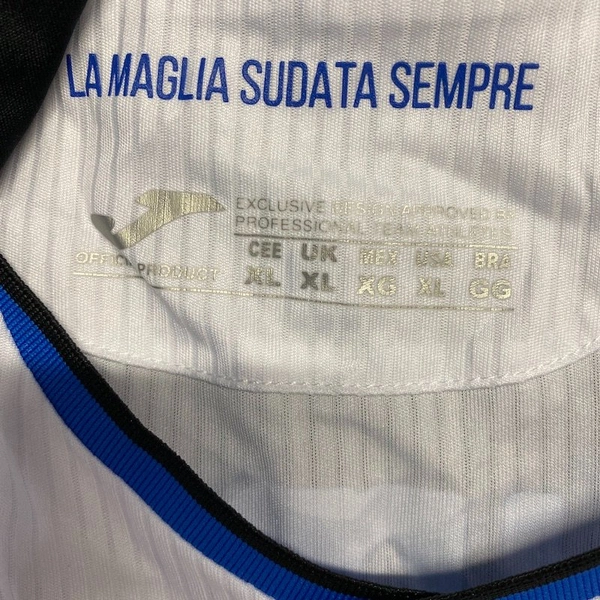 LA MAGLIA SUDATA SEMPRE
EXCLUSIVE DESIGN APPROVED BY
PROFESSIONAL TEAM ATHLETES
OFFICIAL PRODUCT
CEE UK MEX USA BRA
XL XL XG XL GG